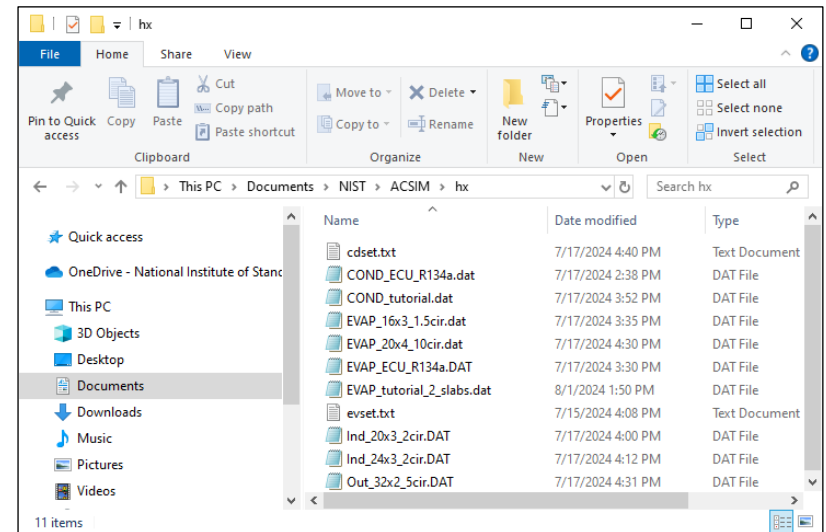 hx
File Home Share View
Pin to Quick access
Copy
Paste
Cut
Copy path
Paste shortcut
Clipboard
Move to
Copy to
Delete
Rename
Organize
New folder
New
Properties
Open
Select all
Select none
Invert selection
Select
This PC > Documents > NIST > ACSIM > hx
Search hx
Quick access
OneDrive - National Institute of Stand
This PC
3D Objects
Desktop
Documents
Downloads
Music
Pictures
Videos
Name Date modified Type
cdset.txt 7/17/2024 4:40 PM Text Document
COND_ECU_R134a.dat 7/17/2024 2:38 PM DAT File
COND_tutorial.dat 7/17/2024 3:52 PM DAT File
EVAP_16x3_1.5cir.dat 7/17/2024 3:35 PM DAT File
EVAP_20x4_10cir.dat 7/17/2024 4:30 PM DAT File
EVAP_ECU_R134a.DAT 7/17/2024 3:30 PM DAT File
EVAP_tutorial_2_slabs.dat 8/1/2024 1:50 PM DAT File
evset.txt 7/15/2024 4:08 PM Text Document
Ind_20x3_2cir.DAT 7/17/2024 4:00 PM DAT File
Ind_24x3_2cir.DAT 7/17/2024 4:12 PM DAT File
Out_32x2_5cir.DAT 7/17/2024 4:31 PM DAT File
11 items